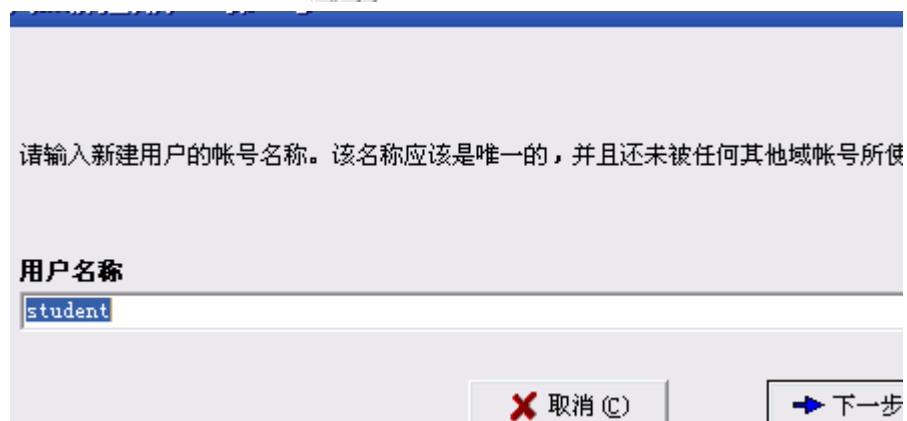 请输入新建用户的帐号名称。该名称应该是唯一的，并且还未被任何其他域帐号所使
用户名称
student
取消(C)
下一步